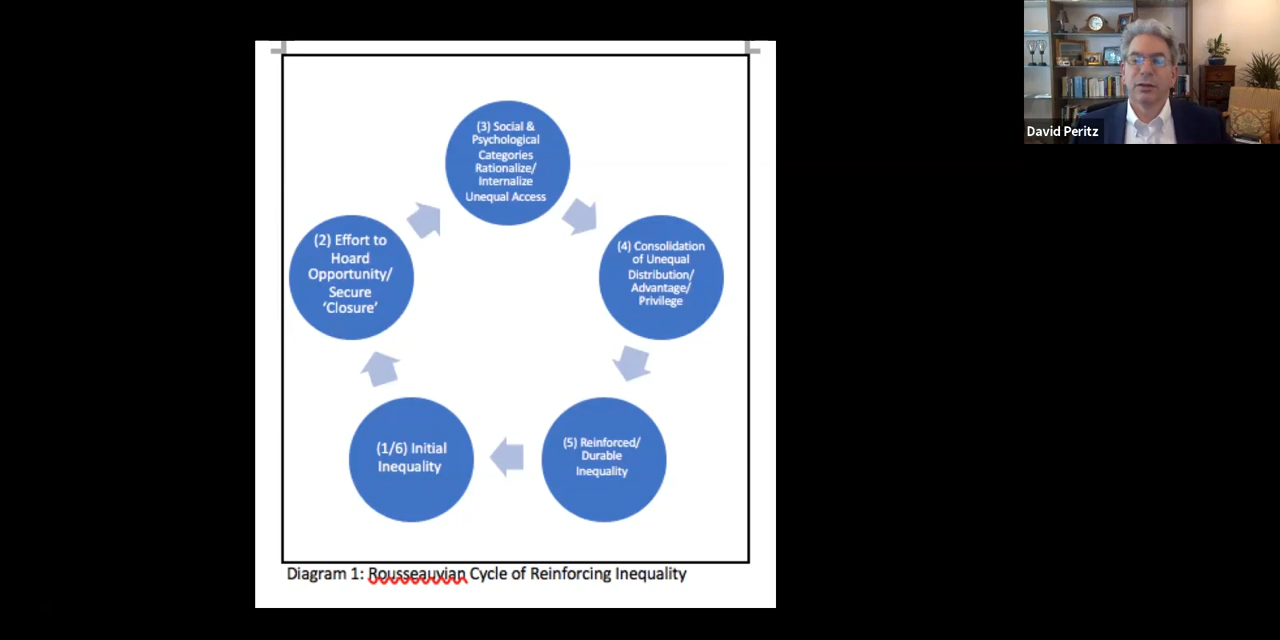 (3) Social &
Psychological
Categories
Rationalize/
Internalize
Unequal Access
(4) Consolidation
of Unequal
Distribution/
Advantage/
Privilege
(5) Reinforced/
Durable
Inequality
(1/6) Initial
Inequality
(2) Effort to
Hoard
Opportunity/
Secure
‘Closure’
Diagram 1: Rousseauvian Cycle of Reinforcing Inequality
David Peritz